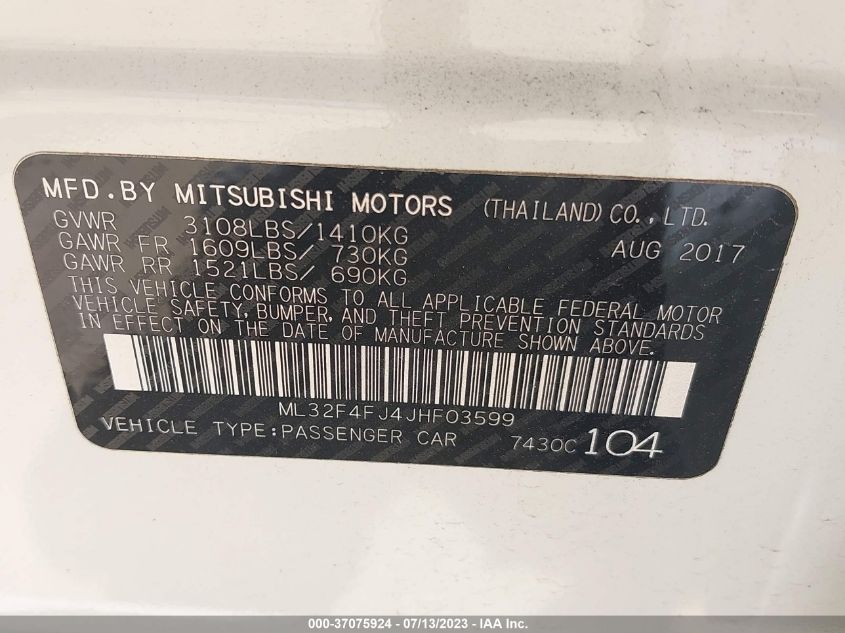 MFD.BY MITSUBISHI MOTORS (THAILAND) CO.,LTD.
GVWR 3108LBS/1410KG AUG 2017
GAWR FR 1609LBS/ 730KG
GAWR RR 1521LBS/ 690KG
THIS VEHICLE CONFORMS TO ALL APPLICABLE FEDERAL MOTOR
VEHICLE SAFETY, BUMPER, AND THEFT PREVENTION STANDARDS
IN EFFECT ON THE DATE OF MANUFACTURE SHOWN ABOVE.
ML32F4FJ4JHF03599
VEHICLE TYPE:PASSENGER CAR 7430C 104
000-37075924 - 07/13/2023 - IAA Inc.